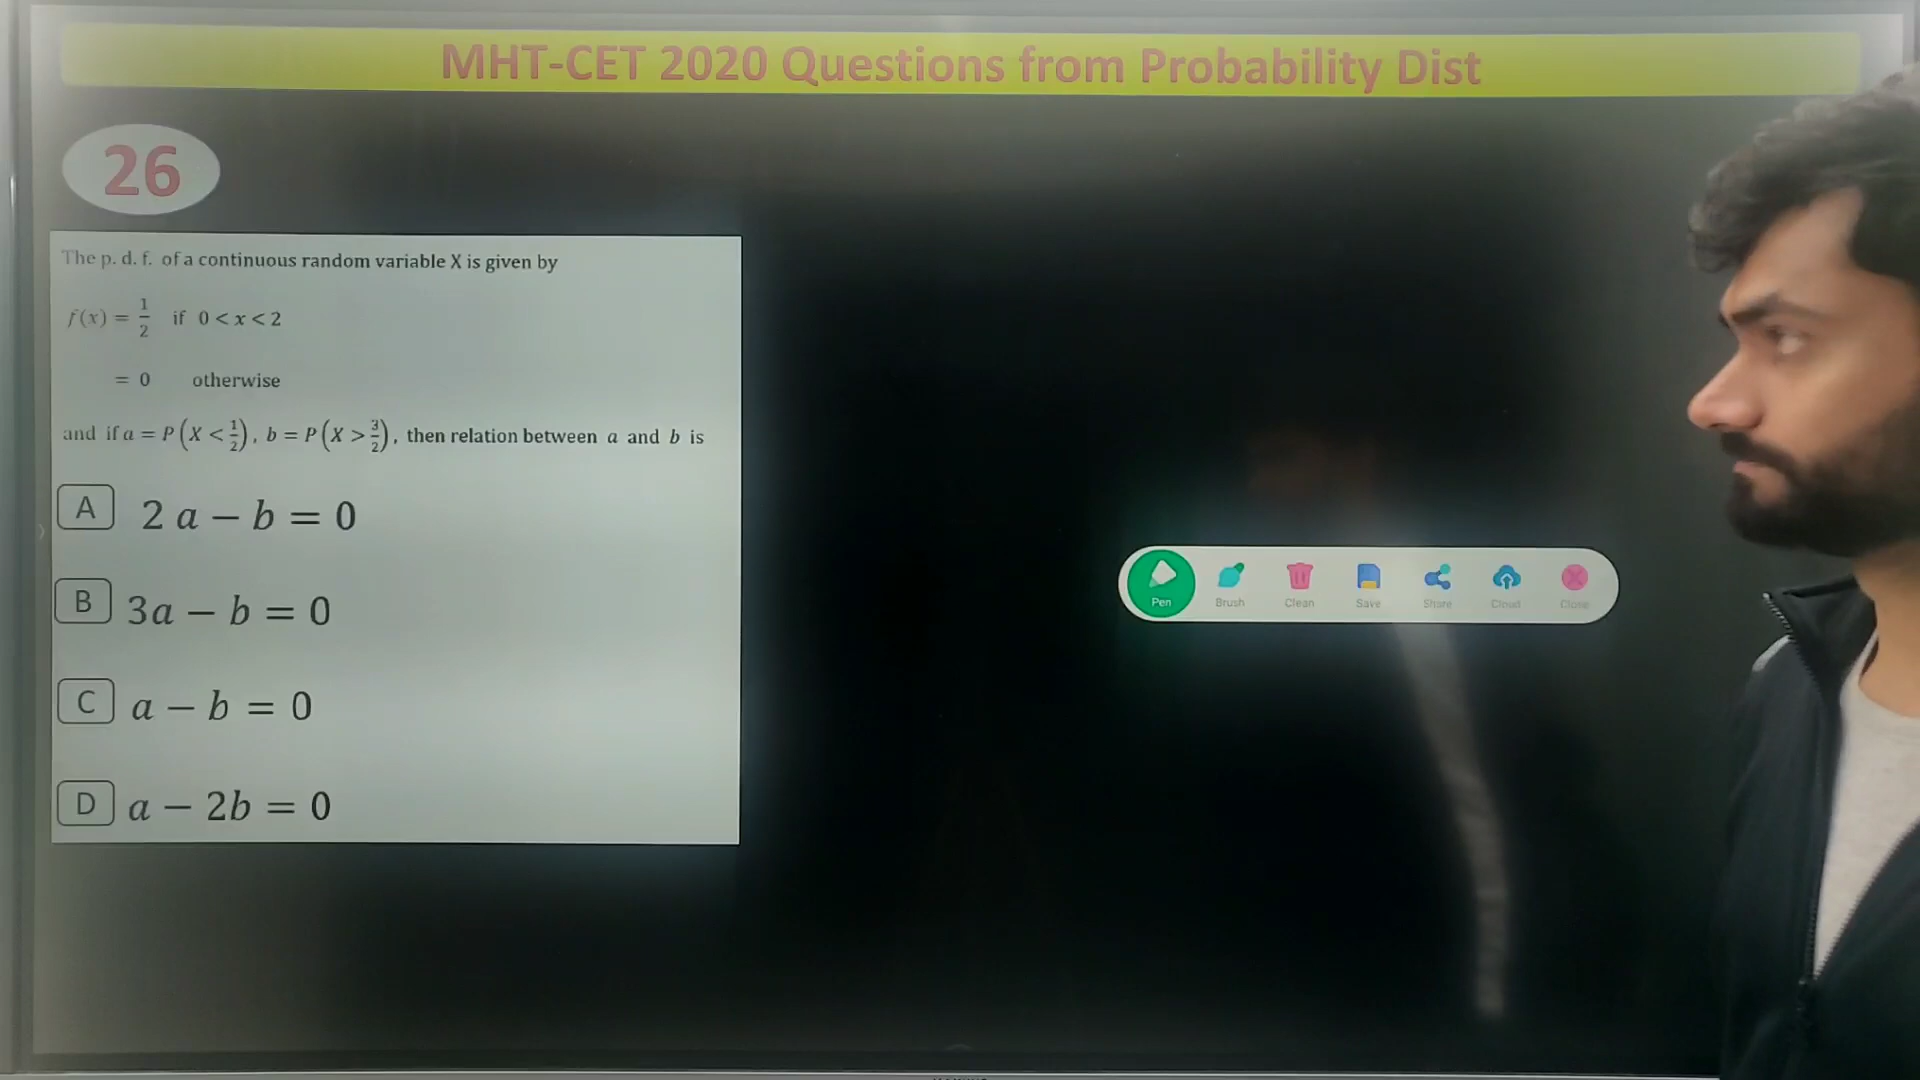 MHT-CET 2020 Questions from Probability Dist
26
The p. d. f. of a continuous random variable X is given by
f(x) = 1/2 if 0 < x < 2
= 0 otherwise
and if a = P(X < 1/2), b = P(X > 3/2), then relation between a and b is
A 2 a − b = 0
B 3a − b = 0
C a − b = 0
D a − 2b = 0
Pen Brush Clean Save Share Cloud Close